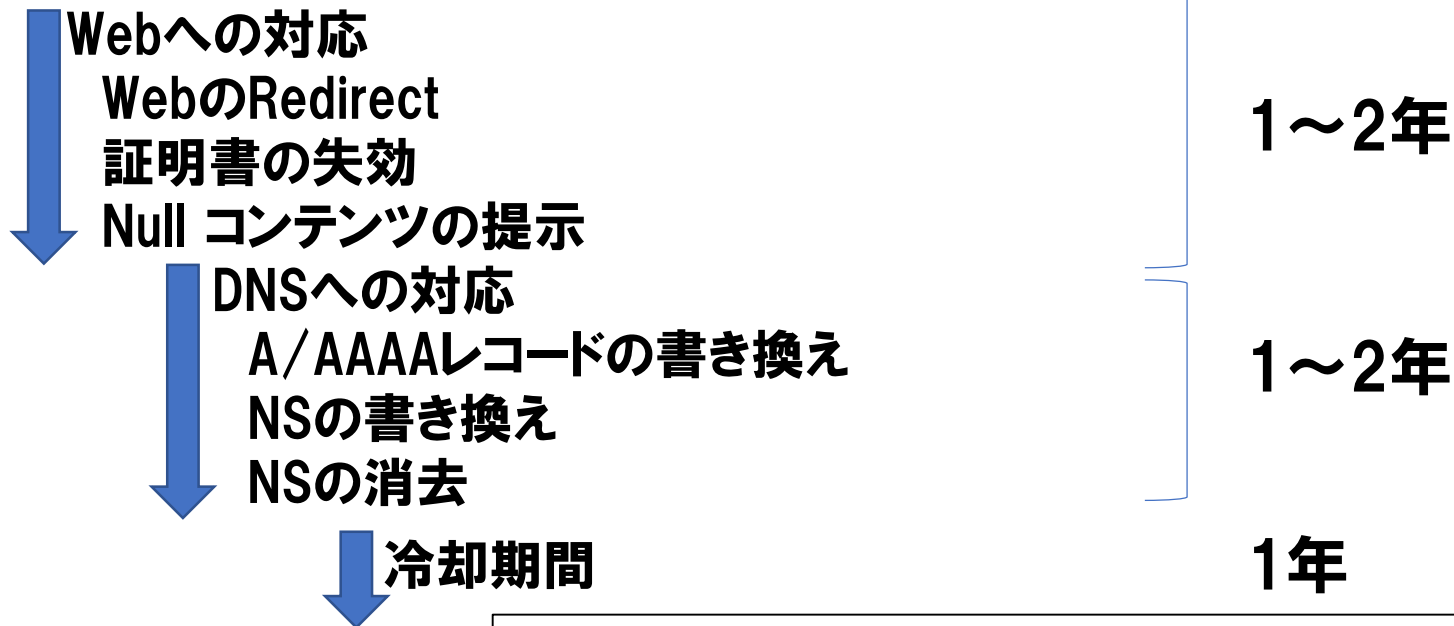 Webへの対応
WebのRedirect
証明書の失効
Null コンテンツの提示
1～2年
DNSへの対応
A/AAAAレコードの書き換え
NSの書き換え
NSの消去
1～2年
冷却期間
1年